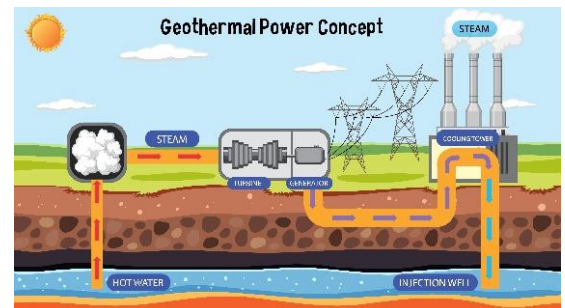 Geothermal Power Concept
STEAM
STEAM
COOLING TOWER
TURBINE
GENERATOR
HOT WATER
INJECTION WELL